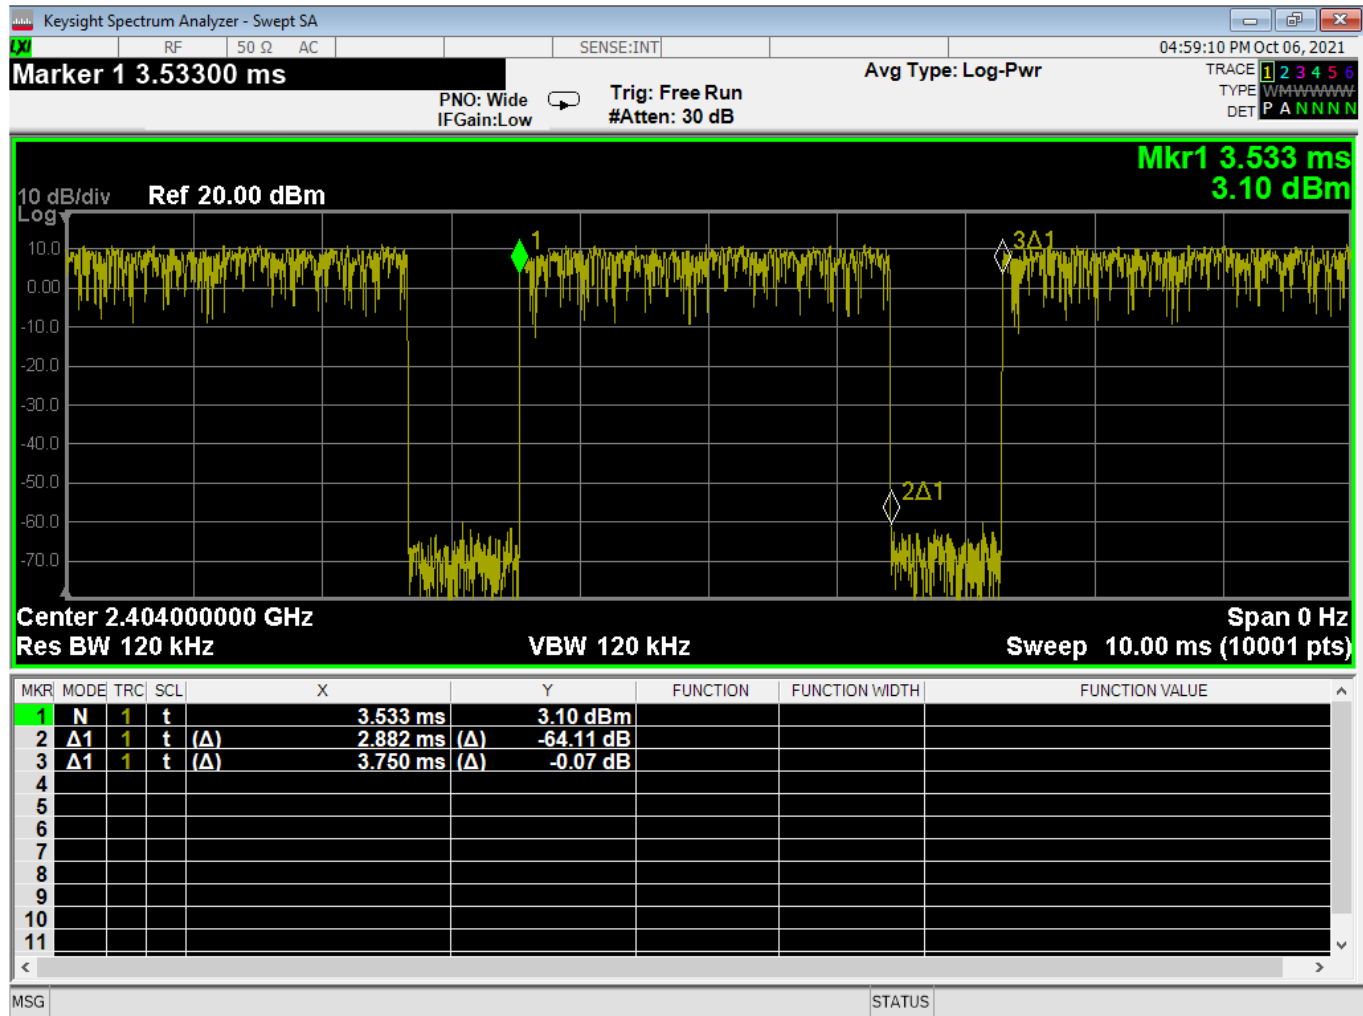 Keysight Spectrum Analyzer - Swept SA
LXI RF 50 Ω AC SENSE:INT 04:59:10 PM Oct 06, 2021
Marker 1 3.53300 ms
PNO: Wide
IFGain:Low
Trig: Free Run
#Atten: 30 dB
Avg Type: Log-Pwr
TRACE 1 2 3 4 5 6
TYPE WMWWWWW
DET P A N N N N
Mkr1 3.533 ms
3.10 dBm
10 dB/div Ref 20.00 dBm
Log
10.0
0.00
-10.0
-20.0
-30.0
-40.0
-50.0
-60.0
-70.0
1
3Δ1
2Δ1
Center 2.404000000 GHz Span 0 Hz
Res BW 120 kHz VBW 120 kHz Sweep 10.00 ms (10001 pts)
MKR MODE TRC SCL X Y FUNCTION FUNCTION WIDTH FUNCTION VALUE
1 N 1 t 3.533 ms 3.10 dBm
2 Δ1 1 t (Δ) 2.882 ms (Δ) -64.11 dB
3 Δ1 1 t (Δ) 3.750 ms (Δ) -0.07 dB
4
5
6
7
8
9
10
11
MSG STATUS